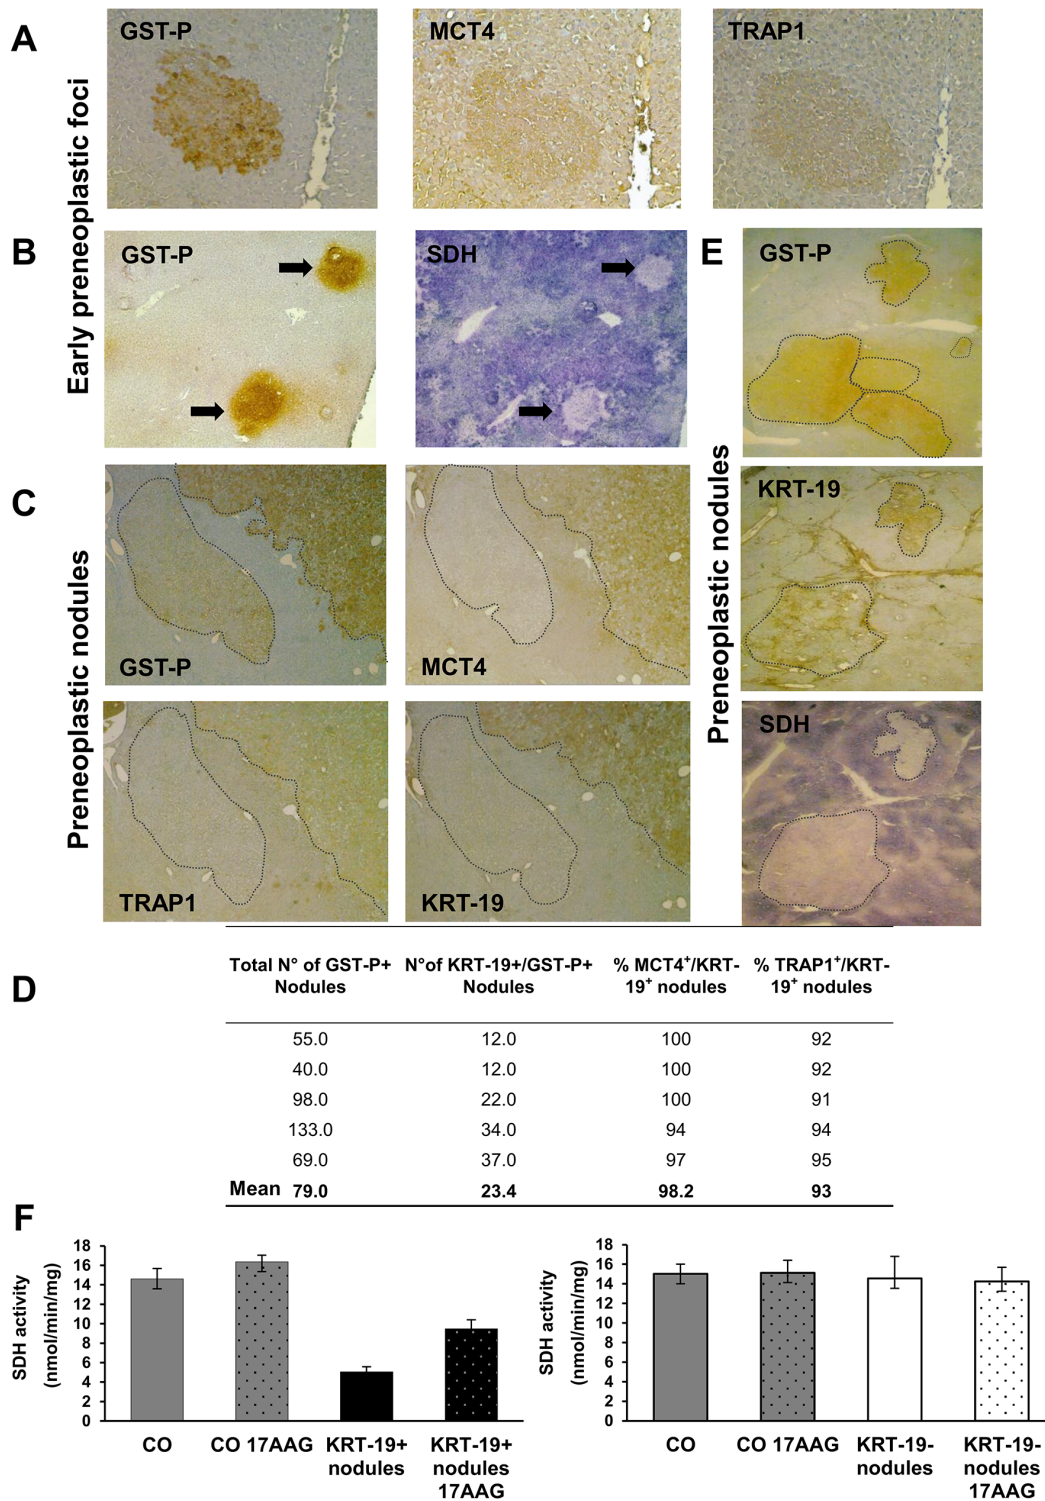 A
GST-P
MCT4
TRAP1
Early preneoplastic foci
B
GST-P
SDH
E
GST-P
C
GST-P
MCT4
KRT-19
Preneoplastic nodules
Preneoplastic nodules
TRAP1
KRT-19
SDH
D
Total N° of GST-P+ Nodules
N°of KRT-19+/GST-P+ Nodules
% MCT4+/KRT-19+ nodules
% TRAP1+/KRT-19+ nodules
55.0 12.0 100 92
40.0 12.0 100 92
98.0 22.0 100 91
133.0 34.0 94 94
69.0 37.0 97 95
Mean 79.0 23.4 98.2 93
F
SDH activity
(nmol/min/mg)
18
16
14
12
10
8
6
4
2
0
CO
CO 17AAG
KRT-19+
nodules
KRT-19+
nodules
17AAG
SDH activity
(nmol/min/mg)
18
16
14
12
10
8
6
4
2
0
CO
CO 17AAG
KRT-19-
nodules
KRT-19-
nodules
17AAG